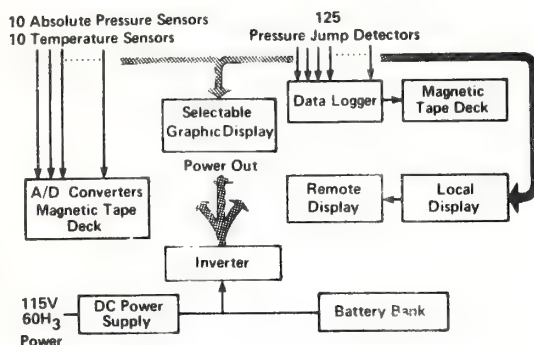 10 Absolute Pressure Sensors
10 Temperature Sensors
125
Pressure Jump Detectors
Selectable
Graphic Display
Data Logger
Magnetic
Tape Deck
Power Out
A/D Converters
Magnetic Tape
Deck
Remote
Display
Local
Display
Inverter
115V
60H3
Power
DC Power
Supply
Battery Bank